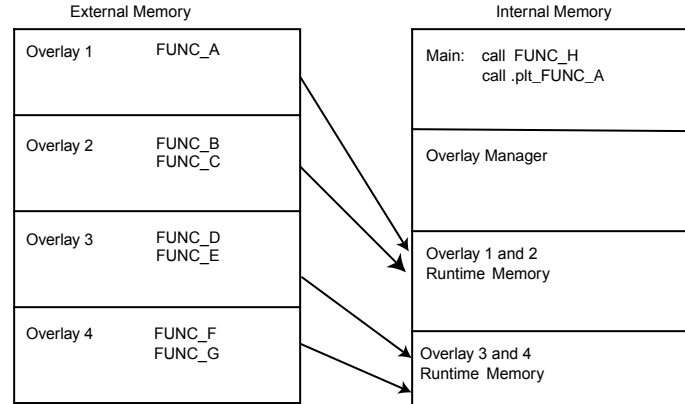 External Memory
Overlay 1 FUNC_A
Overlay 2 FUNC_B
FUNC_C
Overlay 3 FUNC_D
FUNC_E
Overlay 4 FUNC_F
FUNC_G
Internal Memory
Main: call FUNC_H
call .plt_FUNC_A
Overlay Manager
Overlay 1 and 2
Runtime Memory
Overlay 3 and 4
Runtime Memory